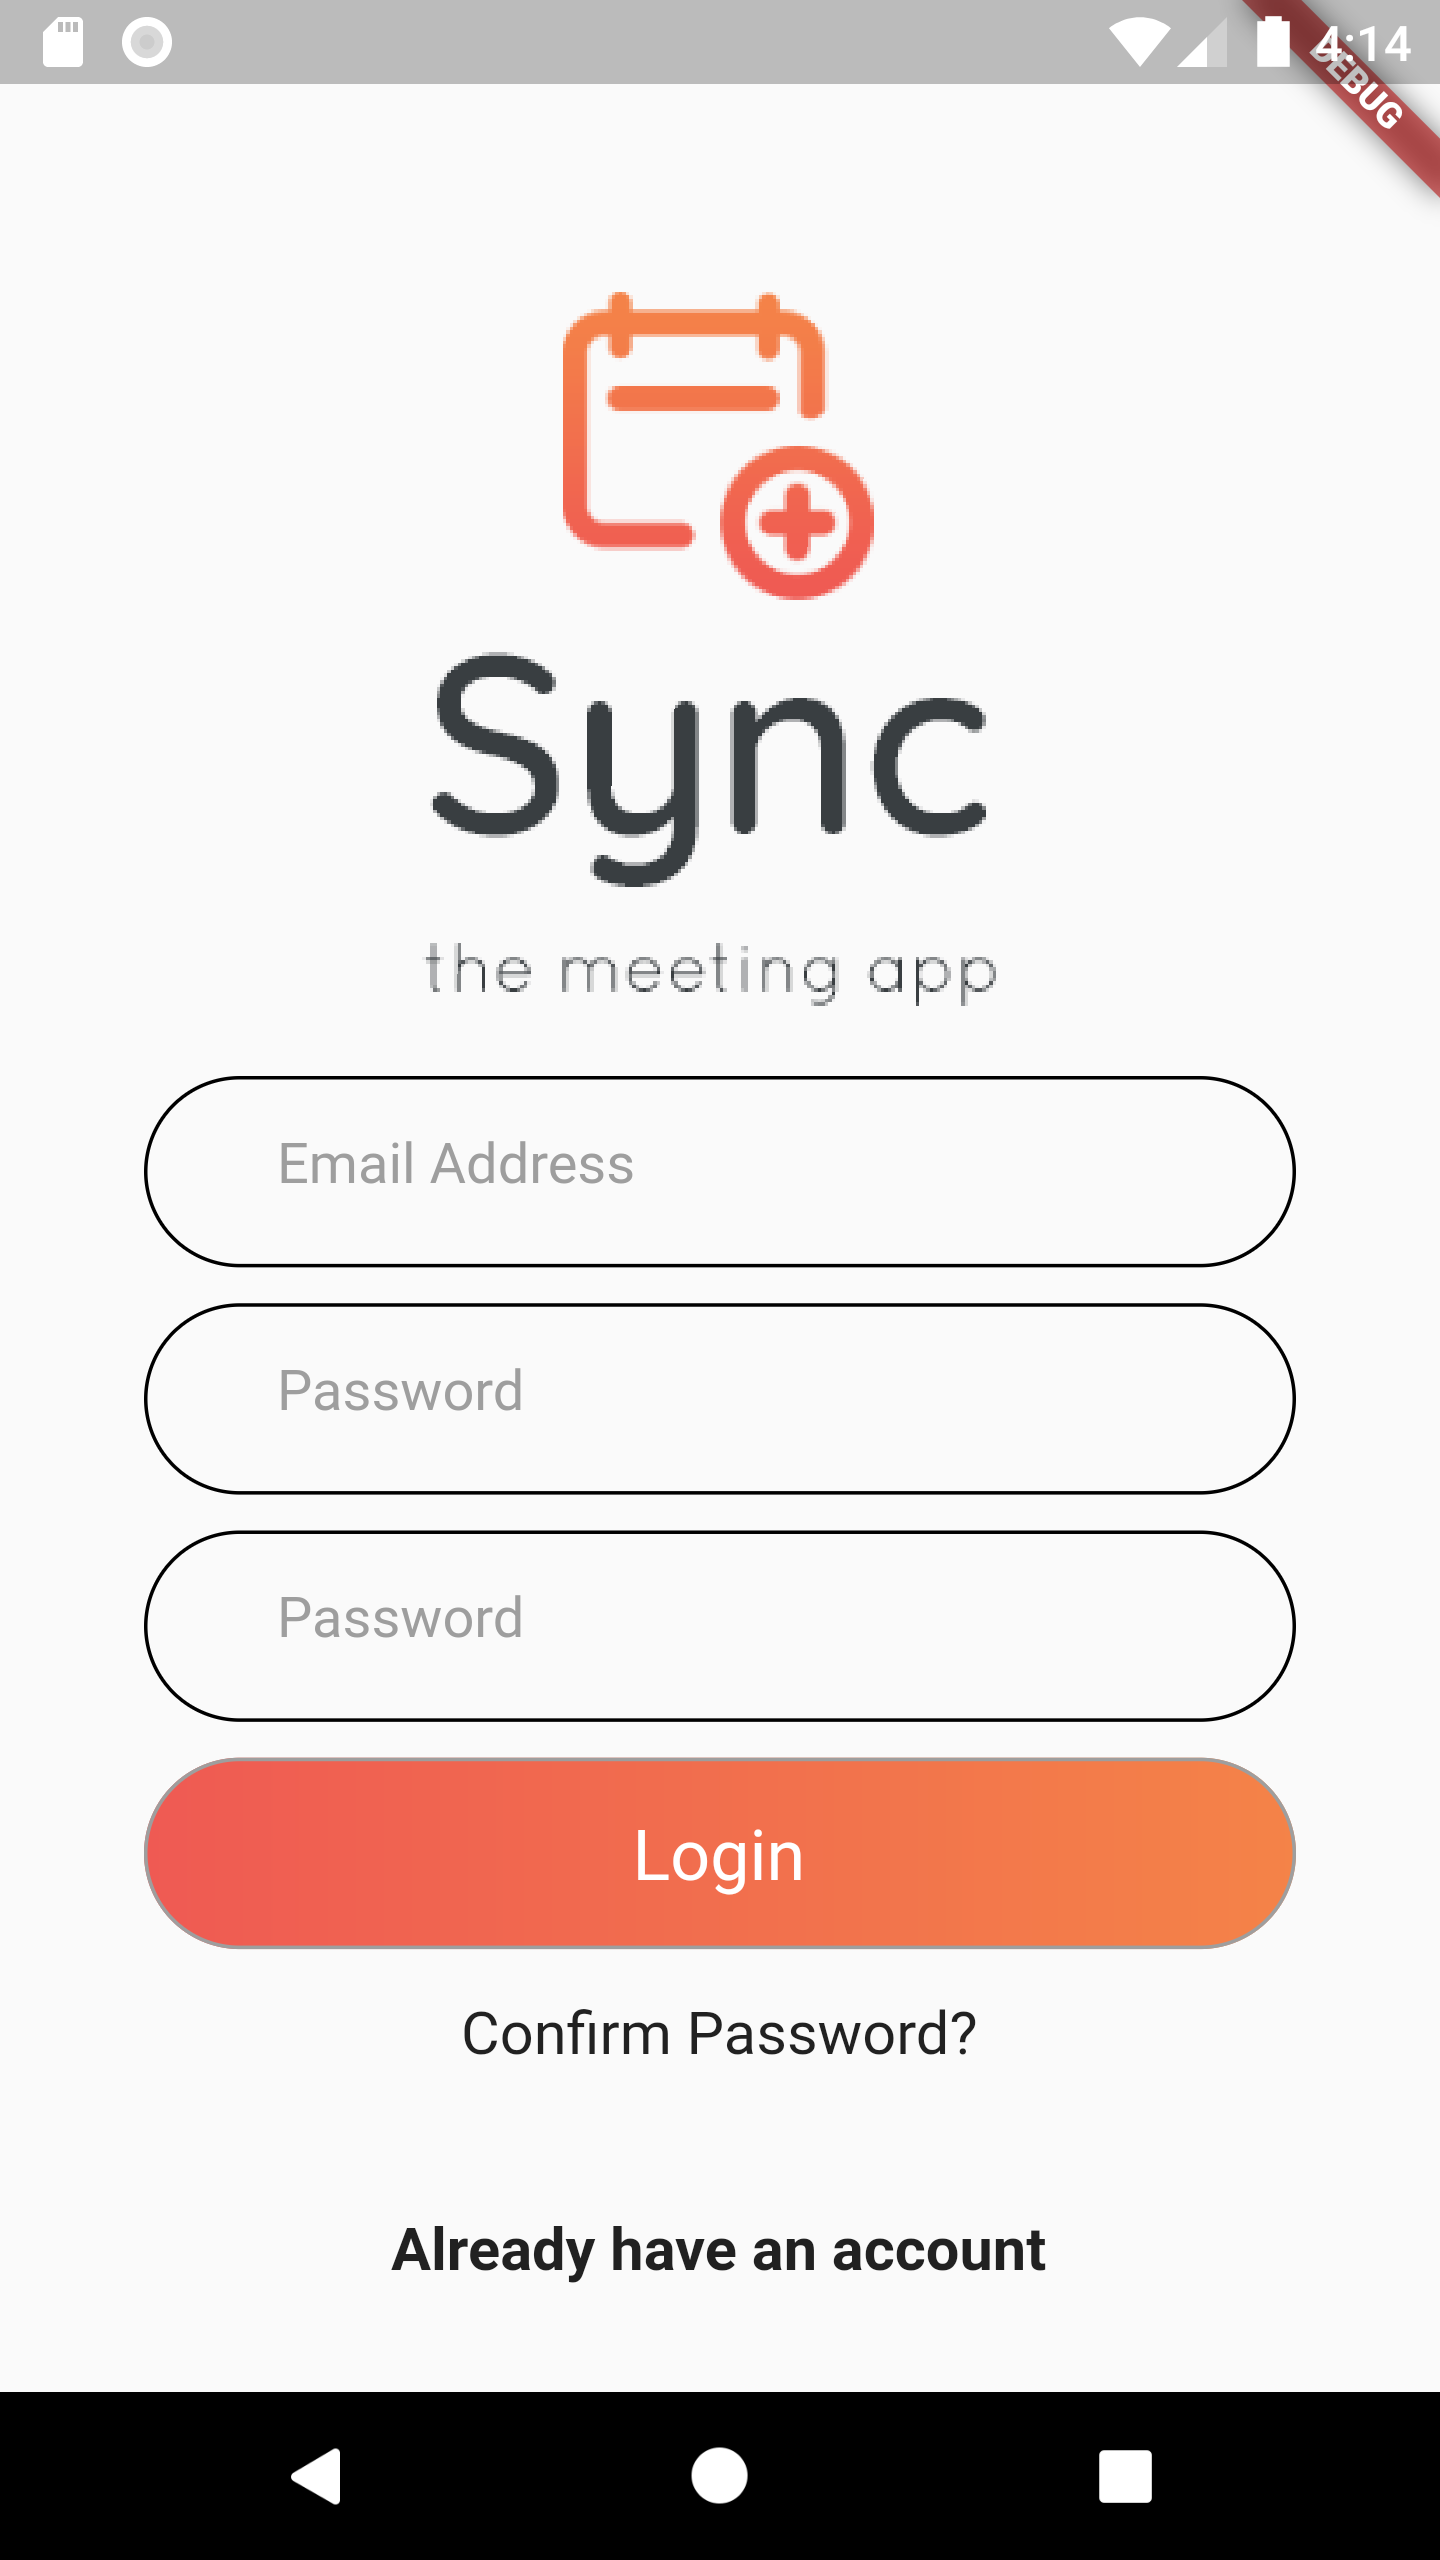 4:14
DEBUG
Sync
the meeting app
Email Address
Password
Password
Login
Confirm Password?
Already have an account